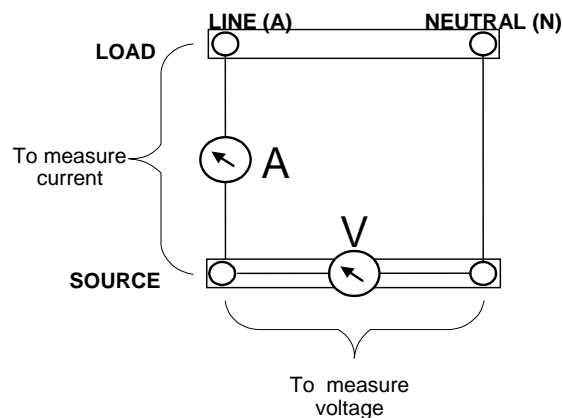 LINE (A)
NEUTRAL (N)
LOAD
To measure
current
A
V
SOURCE
To measure
voltage